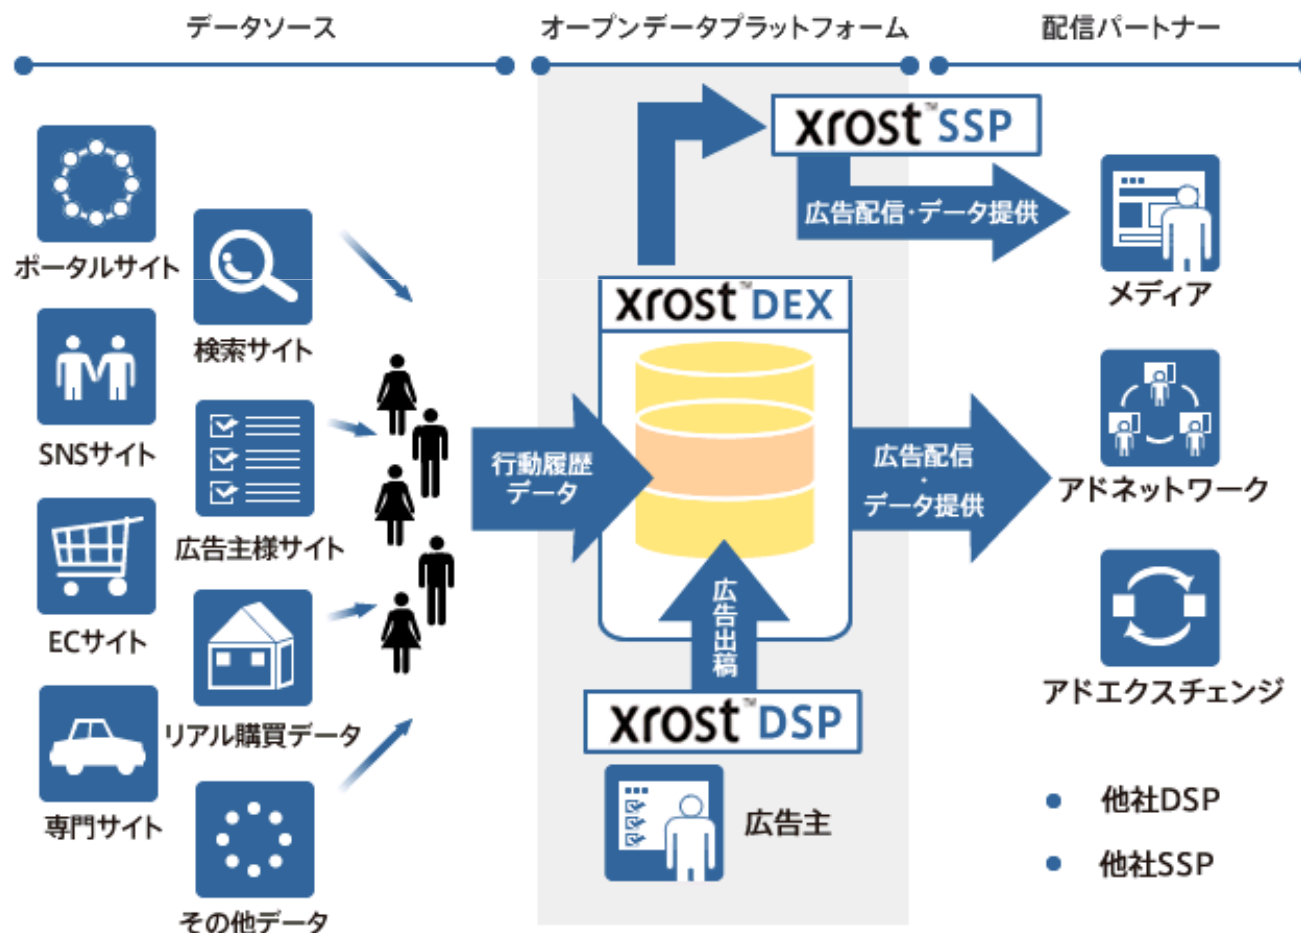 データソース
オープンデータプラットフォーム
配信パートナー
ポータルサイト
検索サイト
SNSサイト
広告主様サイト
ECサイト
リアル購買データ
専門サイト
その他データ
行動履歴
データ
xrost™SSP
広告配信・データ提供
xrost™DEX
広告配信
・
データ提供
広告出稿
xrost™DSP
広告主
メディア
アドネットワーク
アドエクスチェンジ
● 他社DSP
● 他社SSP